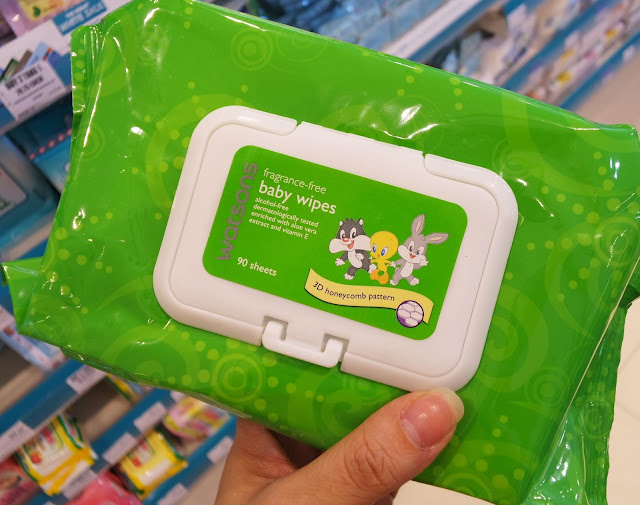 watsons
fragrance-free
baby wipes
alcohol-free
dermatologically tested
enriched with aloe vera
extract and vitamin E
90 sheets
3D honeycomb pattern